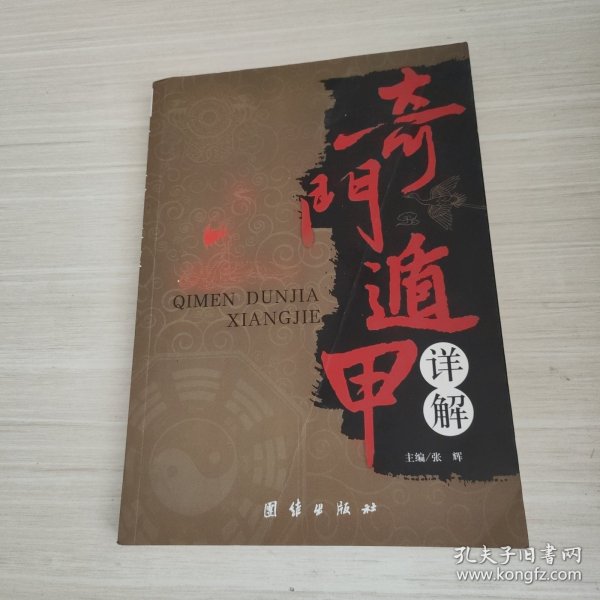 奇門遁甲
详解
QIMEN DUNJIA
XIANGJIE
主编/张 辉
团结出版社
孔夫子旧书网
www.kongfz.com